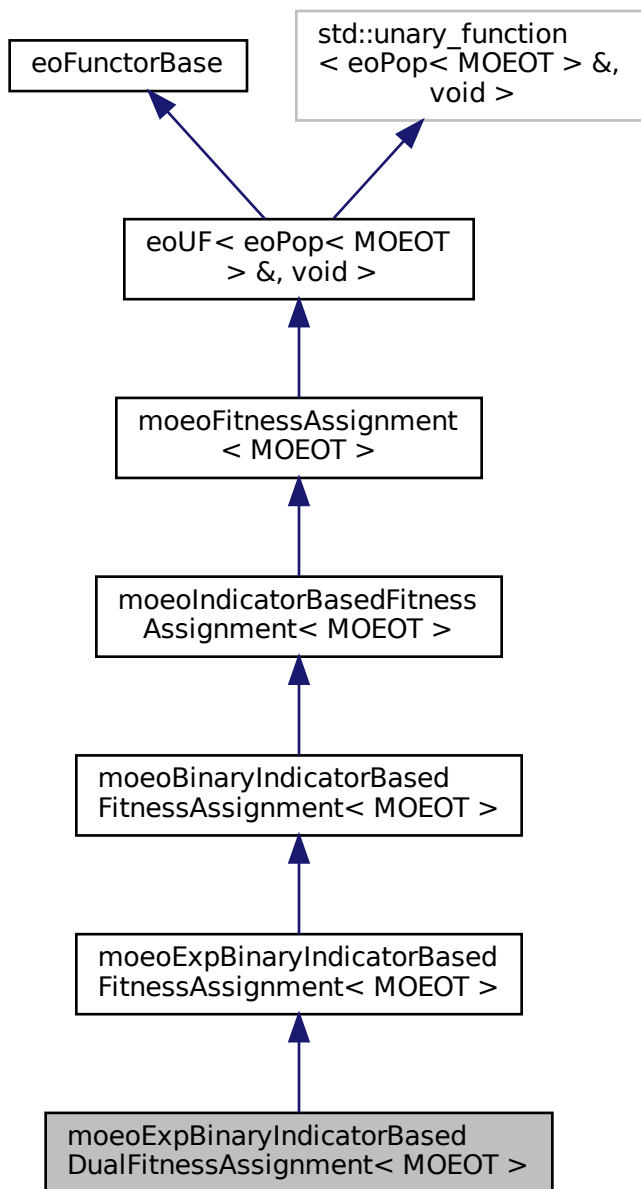 eoFunctorBase
std::unary_function
< eoPop< MOEOT > &,
void >
eoUF< eoPop< MOEOT
> &, void >
moeoFitnessAssignment
< MOEOT >
moeoIndicatorBasedFitness
Assignment< MOEOT >
moeoBinaryIndicatorBased
FitnessAssignment< MOEOT >
moeoExpBinaryIndicatorBased
FitnessAssignment< MOEOT >
moeoExpBinaryIndicatorBased
DualFitnessAssignment< MOEOT >